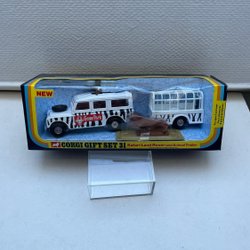 NEW
CORGI GIFT SET 31
Safari Land-Rover and Animal Trailer